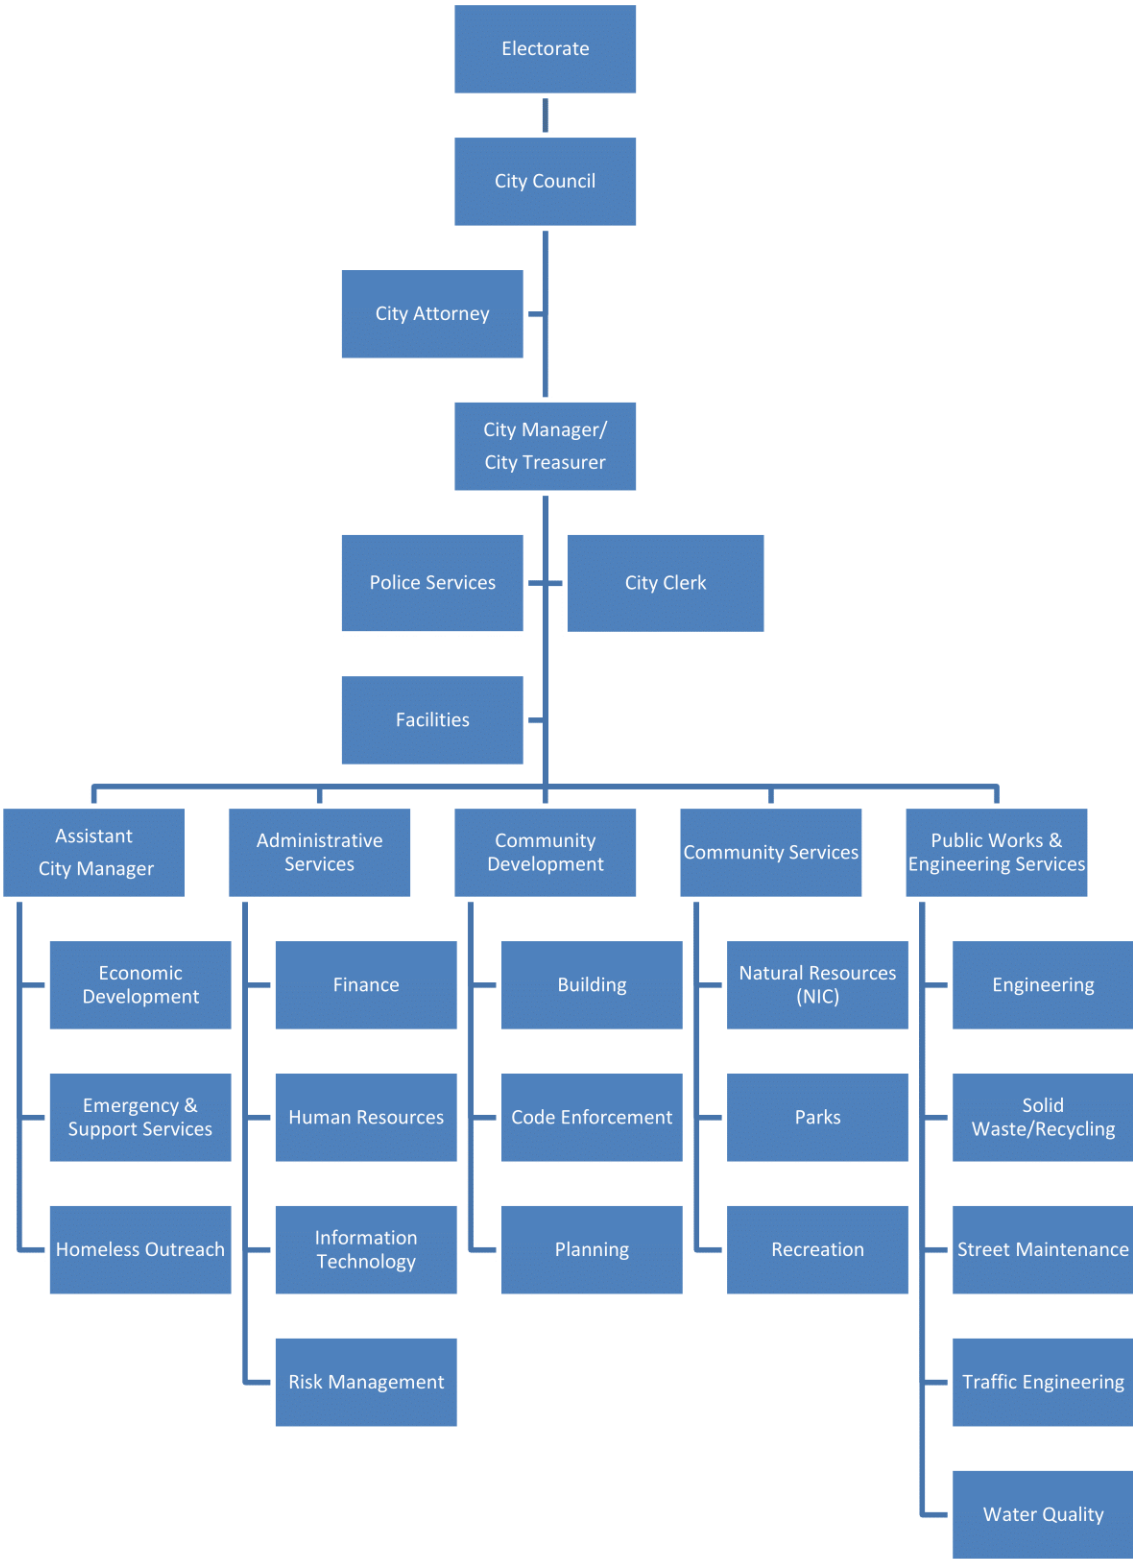 Electorate
City Council
City Attorney
City Manager/
City Treasurer
Police Services
City Clerk
Facilities
Assistant
City Manager
Administrative
Services
Community
Development
Community Services
Public Works &
Engineering Services
Economic
Development
Finance
Building
Natural Resources
(NIC)
Engineering
Emergency &
Support Services
Human Resources
Code Enforcement
Parks
Solid
Waste/Recycling
Homeless Outreach
Information
Technology
Planning
Recreation
Street Maintenance
Risk Management
Traffic Engineering
Water Quality